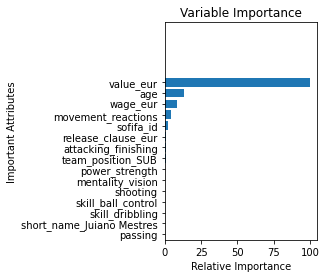 Variable Importance
Important Attributes
value_eur
age
wage_eur
movement_reactions
sofifa_id
release_clause_eur
attacking_finishing
team_position_SUB
power_strength
mentality_vision
shooting
skill_ball_control
skill_dribbling
short_name_Juiano Mestres
passing
0
25
50
75
100
Relative Importance